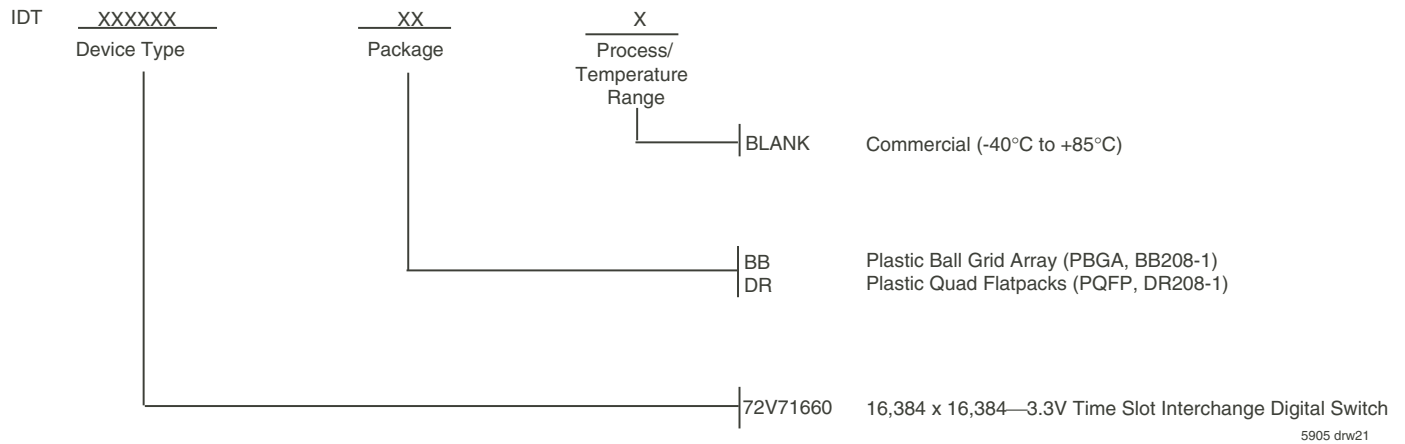 IDT XXXXXX XX X
Device Type Package Process/
Temperature
Range
BLANK Commercial (-40°C to +85°C)
BB Plastic Ball Grid Array (PBGA, BB208-1)
DR Plastic Quad Flatpacks (PQFP, DR208-1)
72V71660 16,384 x 16,384—3.3V Time Slot Interchange Digital Switch
5905 drw21